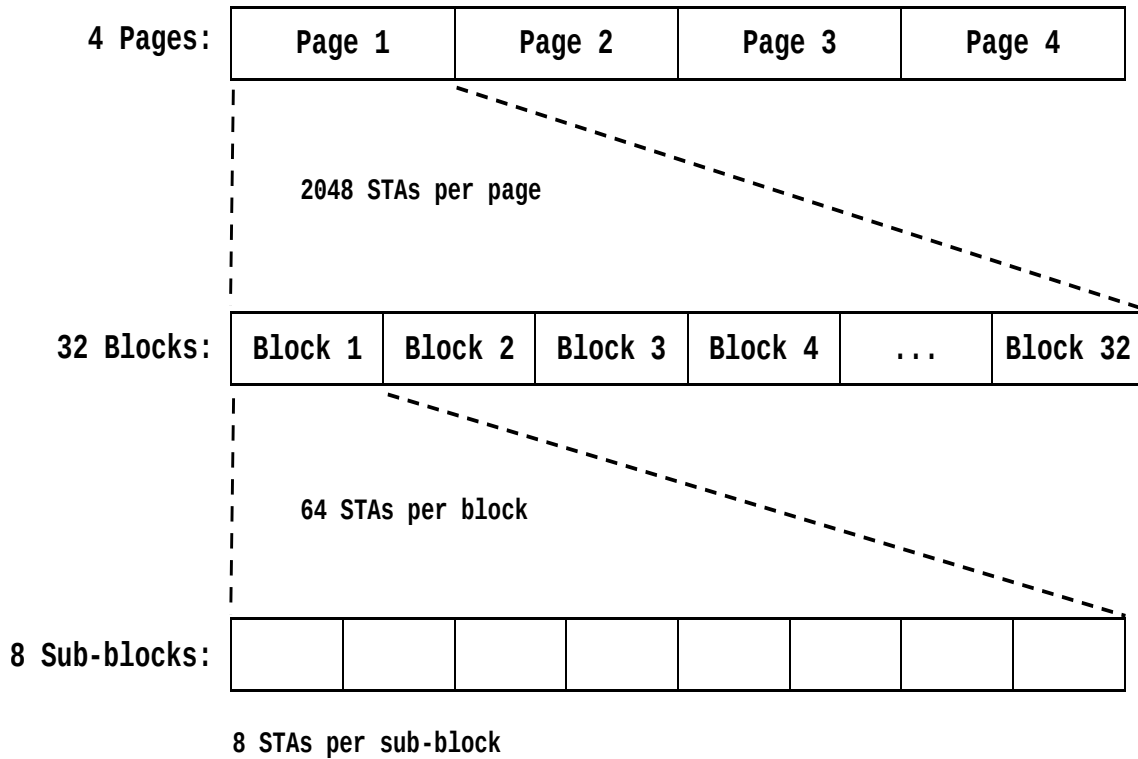 4 Pages: Page 1 Page 2 Page 3 Page 4
2048 STAs per page
32 Blocks: Block 1 Block 2 Block 3 Block 4 ... Block 32
64 STAs per block
8 Sub-blocks:
8 STAs per sub-block